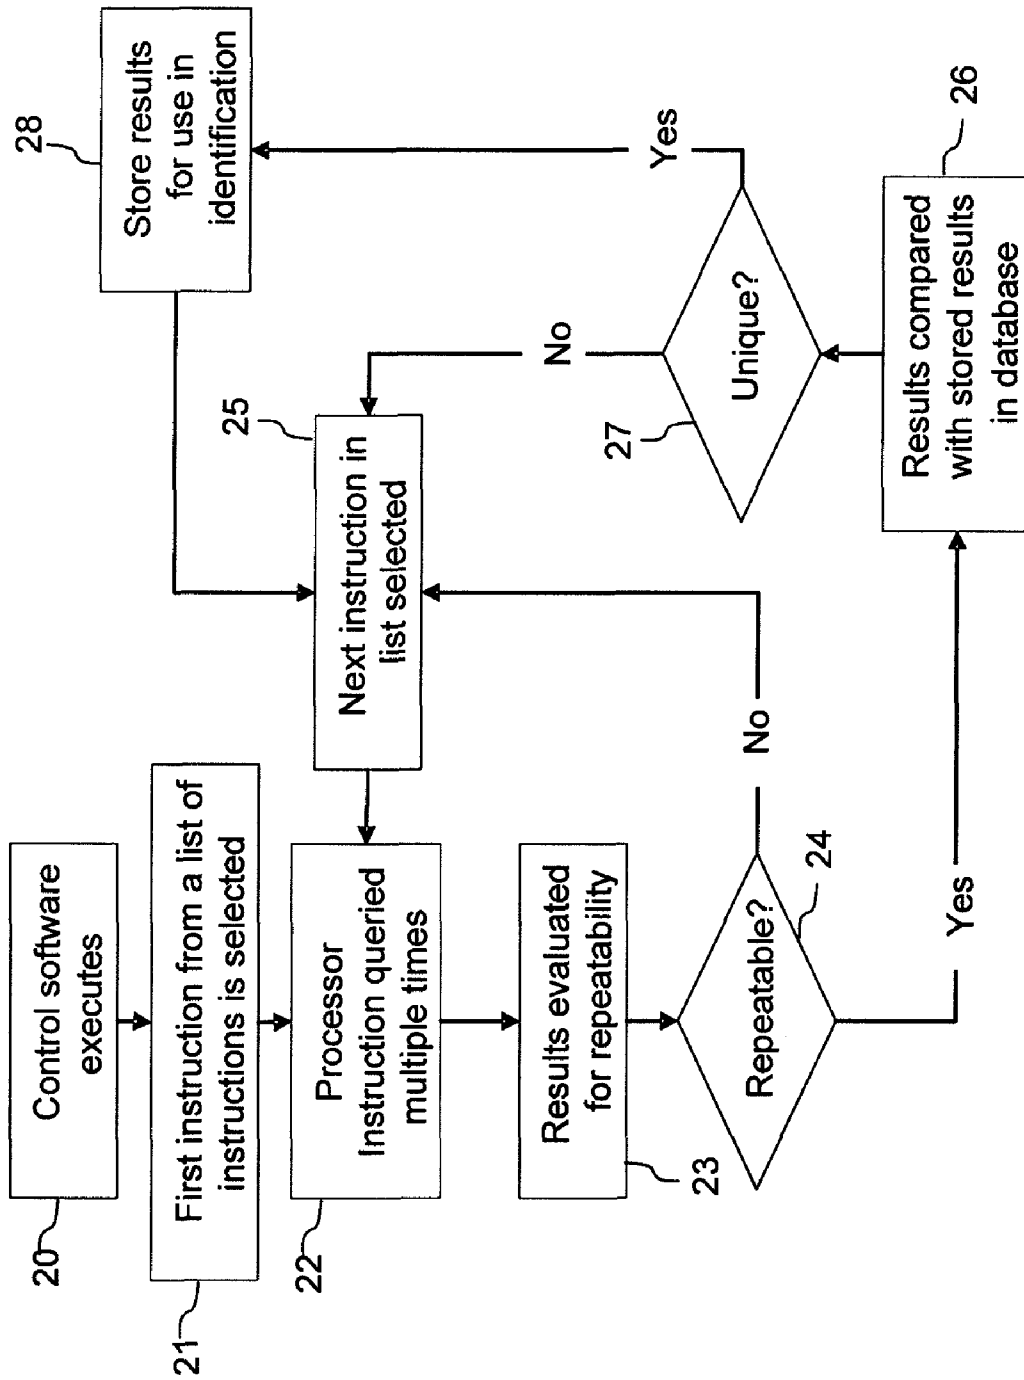 20
Control software
executes
21
First instruction from a list of
instructions is selected
22
Processor
Instruction queried
multiple times
23
Results evaluated
for repeatability
Repeatable?
24
No
Yes
25
Next instruction in
list selected
26
Results compared
with stored results
in database
27
Unique?
No
Yes
28
Store results
for use in
identification